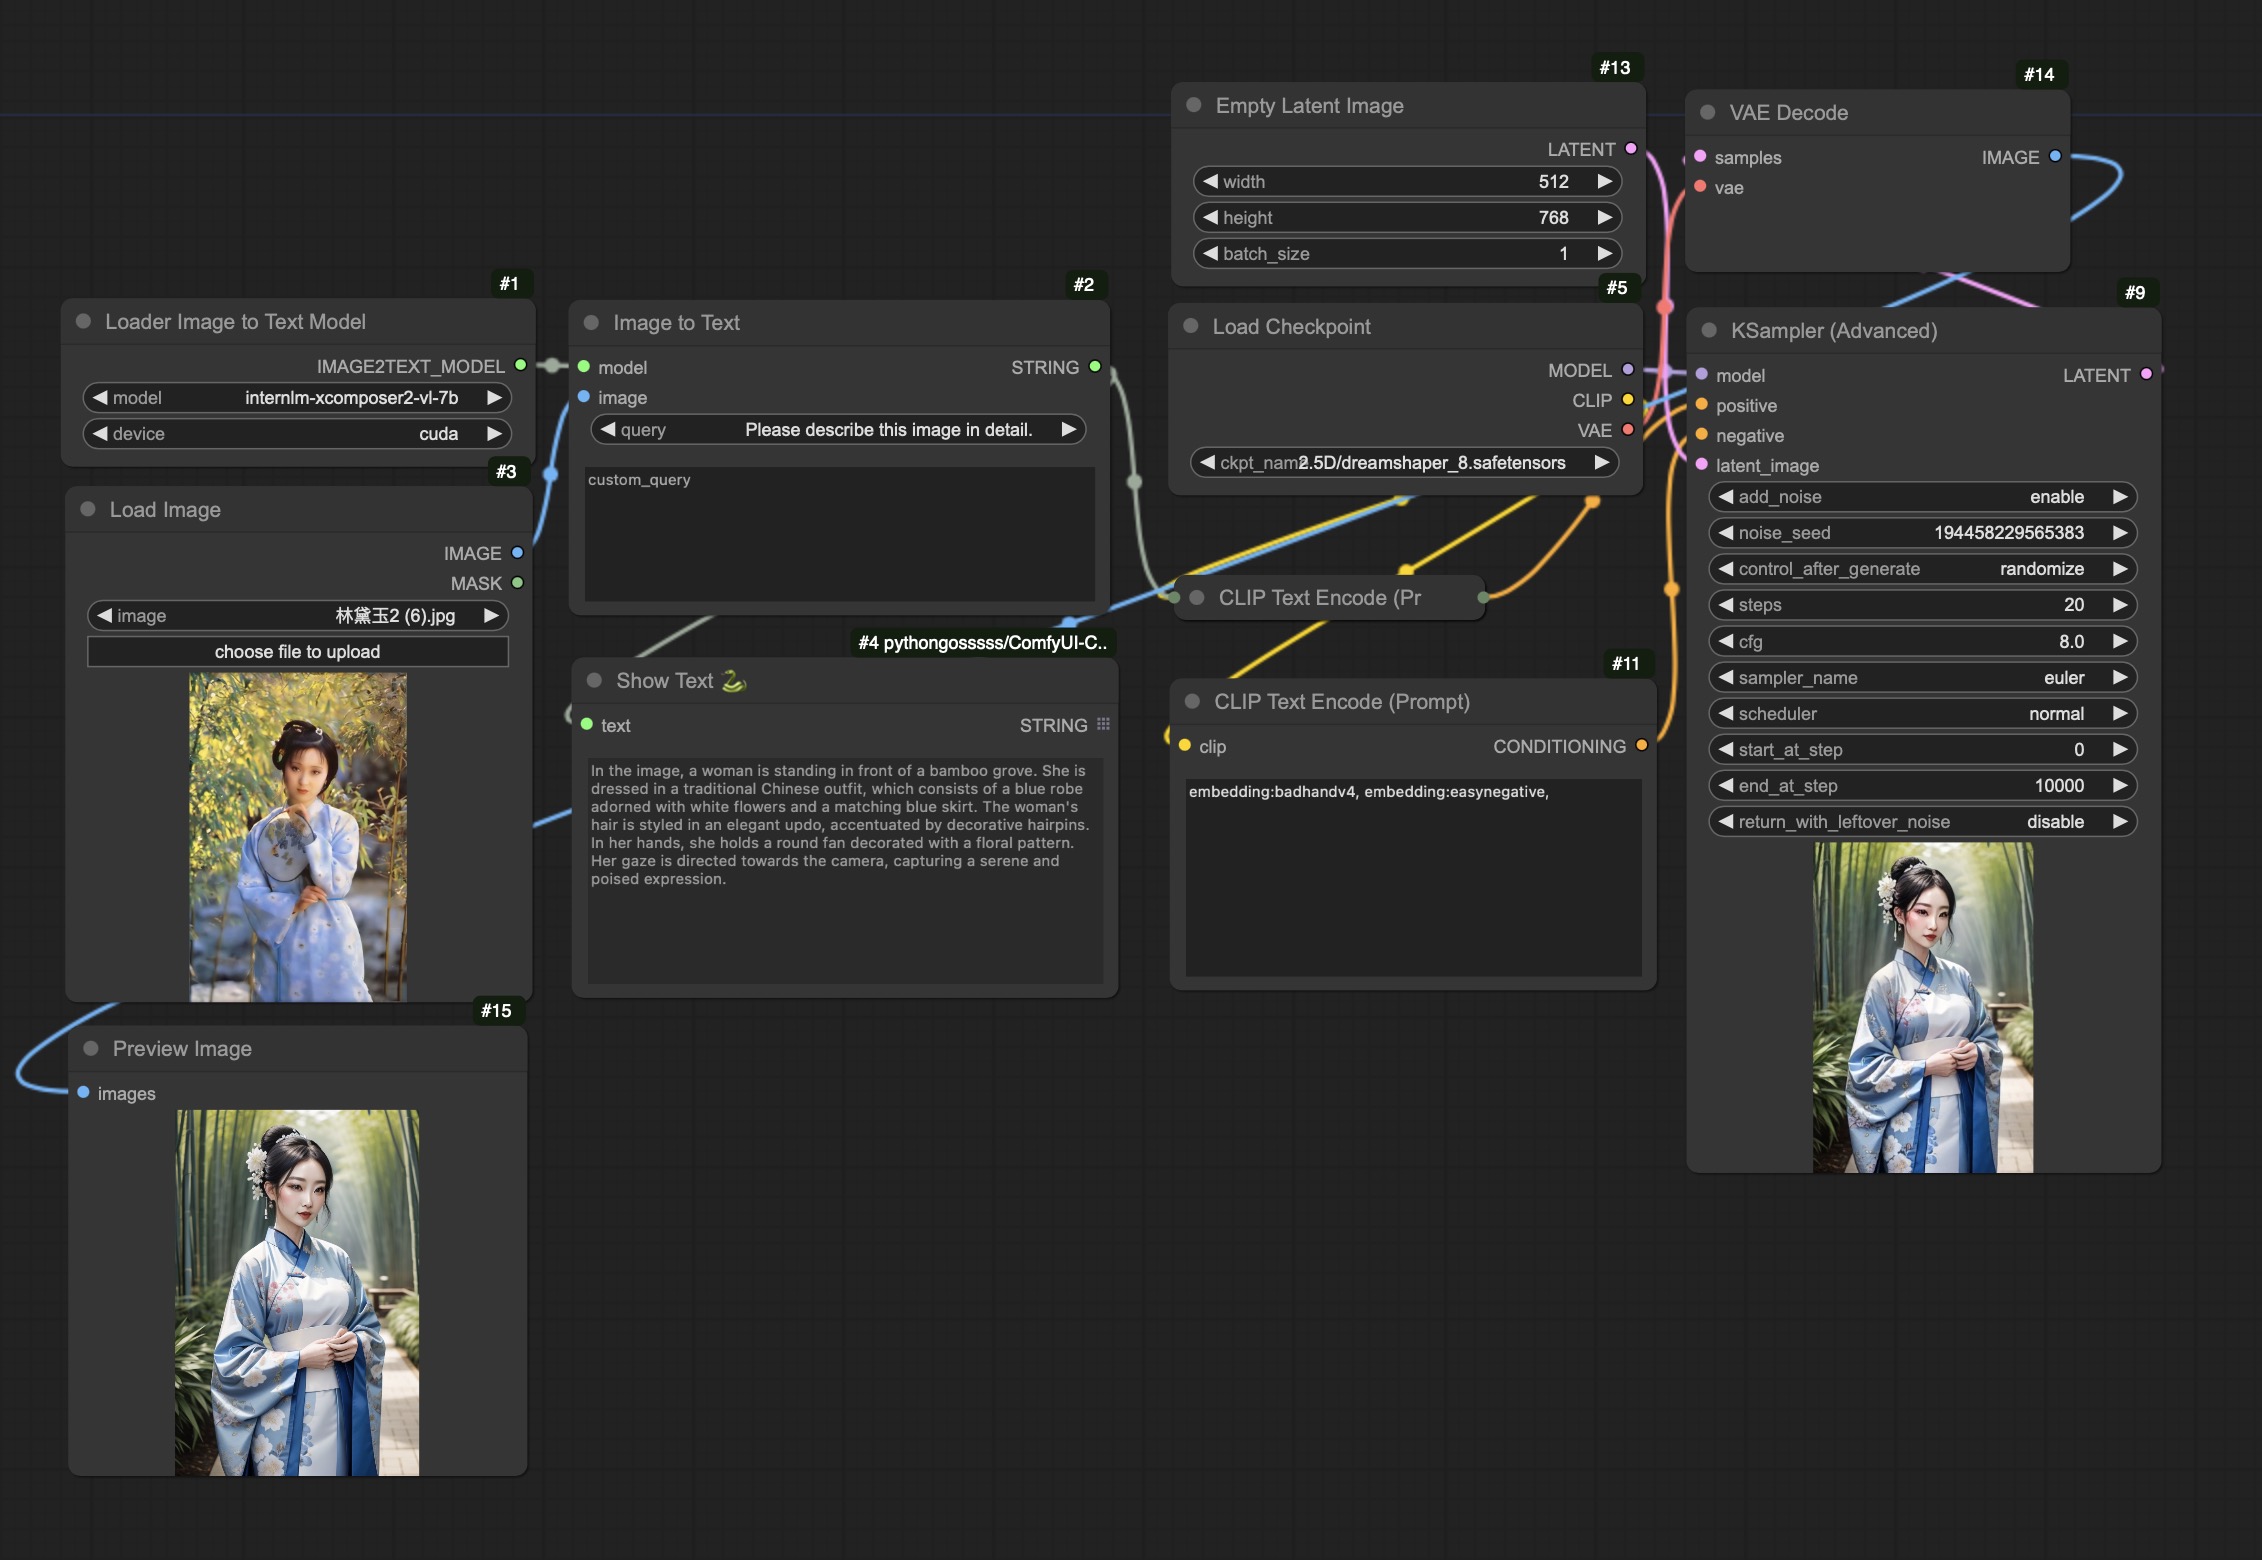 #1
Loader Image to Text Model
IMAGE2TEXT_MODEL
model internlm-xcomposer2-vl-7b
device cuda
#3
Load Image
IMAGE
MASK
image 林黛玉2 (6).jpg
choose file to upload
#15
Preview Image
images
#2
Image to Text
model STRING
image
query Please describe this image in detail.
custom_query
#4 pythongosssss/ComfyUI-C..
Show Text 🐍
text STRING
In the image, a woman is standing in front of a bamboo grove. She is
dressed in a traditional Chinese outfit, which consists of a blue robe
adorned with white flowers and a matching blue skirt. The woman's
hair is styled in an elegant updo, accentuated by decorative hairpins.
In her hands, she holds a round fan decorated with a floral pattern.
Her gaze is directed towards the camera, capturing a serene and
poised expression.
#13
Empty Latent Image
LATENT
width 512
height 768
batch_size 1
#5
Load Checkpoint
MODEL
CLIP
VAE
ckpt_name 2.5D/dreamshaper_8.safetensors
CLIP Text Encode (Pr
#11
CLIP Text Encode (Prompt)
clip CONDITIONING
embedding:badhandv4, embedding:easynegative,
#14
VAE Decode
samples IMAGE
vae
#9
KSampler (Advanced)
model LATENT
positive
negative
latent_image
add_noise enable
noise_seed 194458229565383
control_after_generate randomize
steps 20
cfg 8.0
sampler_name euler
scheduler normal
start_at_step 0
end_at_step 10000
return_with_leftover_noise disable